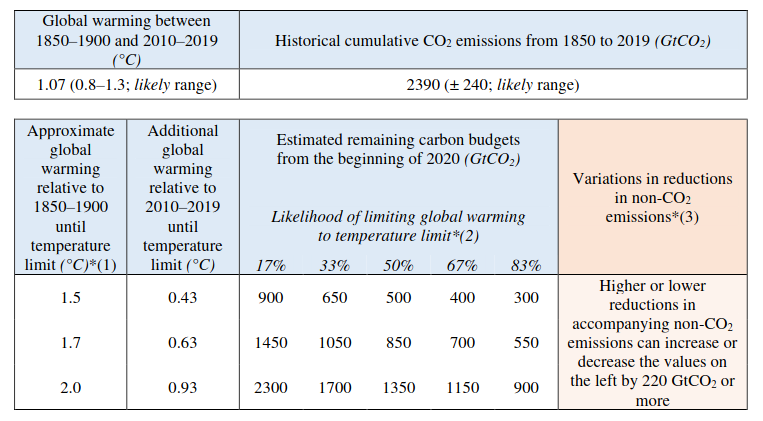 Global warming between
1850–1900 and 2010–2019
(°C)
Historical cumulative CO₂ emissions from 1850 to 2019 (GtCO₂)
1.07 (0.8–1.3; likely range)
2390 (± 240; likely range)
Approximate
global
warming
relative to
1850–1900
until
temperature
limit (°C)*(1)
Additional
global
warming
relative to
2010–2019
until
temperature
limit (°C)
Estimated remaining carbon budgets
from the beginning of 2020 (GtCO₂)
Likelihood of limiting global warming
to temperature limit*(2)
17% 33% 50% 67% 83%
Variations in reductions
in non-CO₂
emissions*(3)
1.5 0.43 900 650 500 400 300
1.7 0.63 1450 1050 850 700 550
2.0 0.93 2300 1700 1350 1150 900
Higher or lower
reductions in
accompanying non-CO₂
emissions can increase or
decrease the values on
the left by 220 GtCO₂ or
more